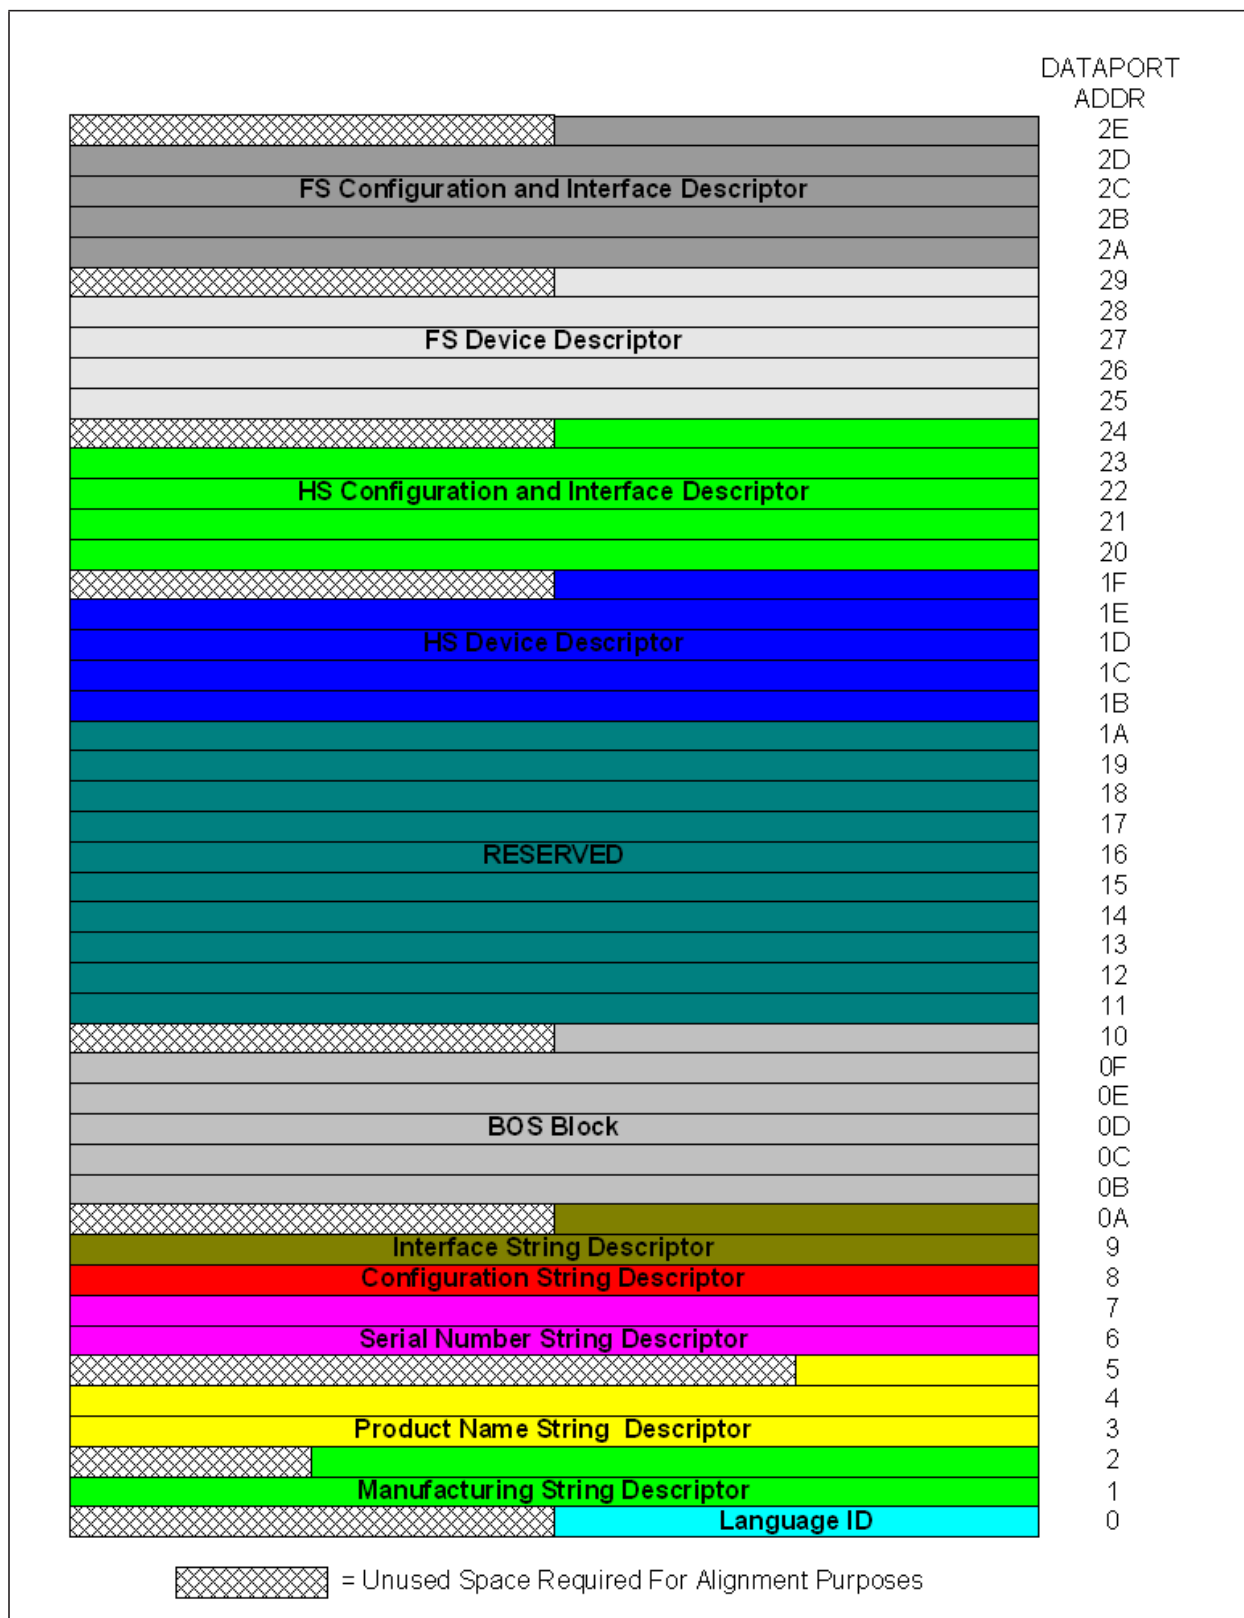 DATAPORT
ADDR
2E
2D
FS Configuration and Interface Descriptor 2C
2B
2A
29
28
FS Device Descriptor 27
26
25
24
23
HS Configuration and Interface Descriptor 22
21
20
1F
1E
HS Device Descriptor 1D
1C
1B
1A
19
18
17
RESERVED 16
15
14
13
12
11
10
0F
0E
BOS Block 0D
0C
0B
0A
Interface String Descriptor 9
Configuration String Descriptor 8
7
Serial Number String Descriptor 6
5
4
Product Name String Descriptor 3
2
Manufacturing String Descriptor 1
Language ID 0
= Unused Space Required For Alignment Purposes